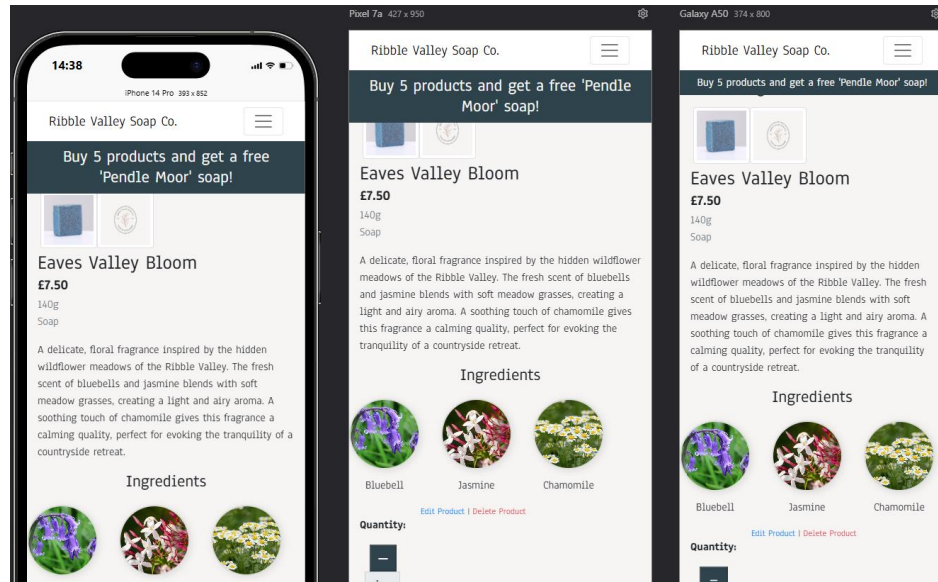 14:38
iPhone 14 Pro 393 x 852
Ribble Valley Soap Co.
Buy 5 products and get a free
'Pendle Moor' soap!
Eaves Valley Bloom
£7.50
140g
Soap
A delicate, floral fragrance inspired by the hidden
wildflower meadows of the Ribble Valley. The fresh
scent of bluebells and jasmine blends with soft
meadow grasses, creating a light and airy aroma. A
soothing touch of chamomile gives this fragrance a
calming quality, perfect for evoking the tranquility of a
countryside retreat.
Ingredients
Pixel 7a 427 x 950
Ribble Valley Soap Co.
Buy 5 products and get a free 'Pendle
Moor' soap!
Eaves Valley Bloom
£7.50
140g
Soap
A delicate, floral fragrance inspired by the hidden wildflower
meadows of the Ribble Valley. The fresh scent of bluebells
and jasmine blends with soft meadow grasses, creating a
light and airy aroma. A soothing touch of chamomile gives
this fragrance a calming quality, perfect for evoking the
tranquility of a countryside retreat.
Ingredients
Bluebell Jasmine Chamomile
Edit Product | Delete Product
Quantity:
Galaxy A50 374 x 800
Ribble Valley Soap Co.
Buy 5 products and get a free 'Pendle Moor' soap!
Eaves Valley Bloom
£7.50
140g
Soap
A delicate, floral fragrance inspired by the hidden
wildflower meadows of the Ribble Valley. The fresh
scent of bluebells and jasmine blends with soft
meadow grasses, creating a light and airy aroma. A
soothing touch of chamomile gives this fragrance a
calming quality, perfect for evoking the tranquility
of a countryside retreat.
Ingredients
Bluebell Jasmine Chamomile
Edit Product | Delete Product
Quantity: